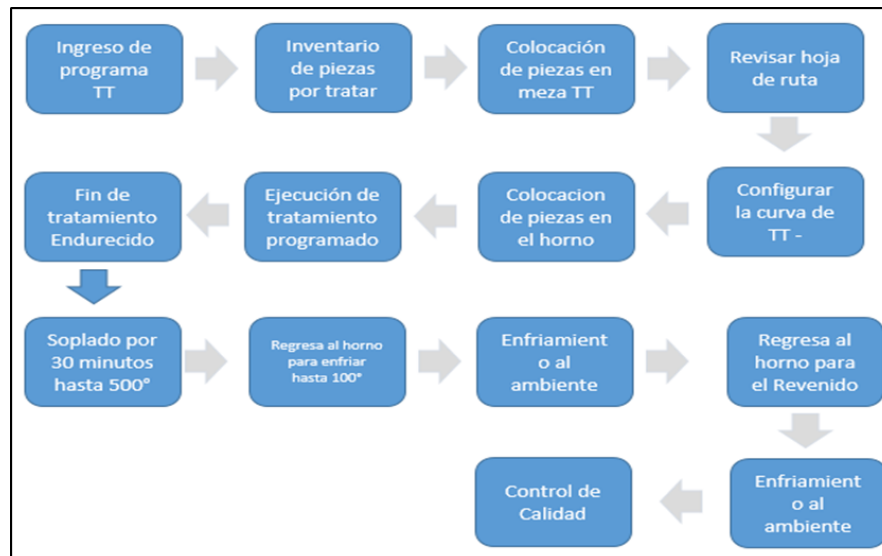 Ingreso de
programa
TT
Inventario
de piezas
por tratar
Colocación
de piezas en
meza TT
Revisar hoja
de ruta
Configurar
la curva de
TT -
Colocacion
de piezas en
el horno
Ejecución de
tratamiento
programado
Fin de
tratamiento
Endurecido
Soplado por
30 minutos
hasta 500°
Regresa al horno
para enfriar
hasta 100°
Enfriamient
o al
ambiente
Regresa al
horno para
el Revenido
Enfriamient
o al
ambiente
Control de
Calidad